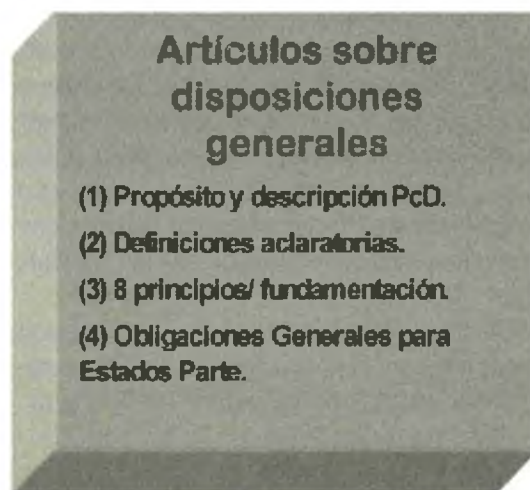 Artículos sobre
disposiciones
generales
(1) Propósito y descripción PcD.
(2) Definiciones aclaratorias.
(3) 8 principios/ fundamentación.
(4) Obligaciones Generales para
Estados Parte.